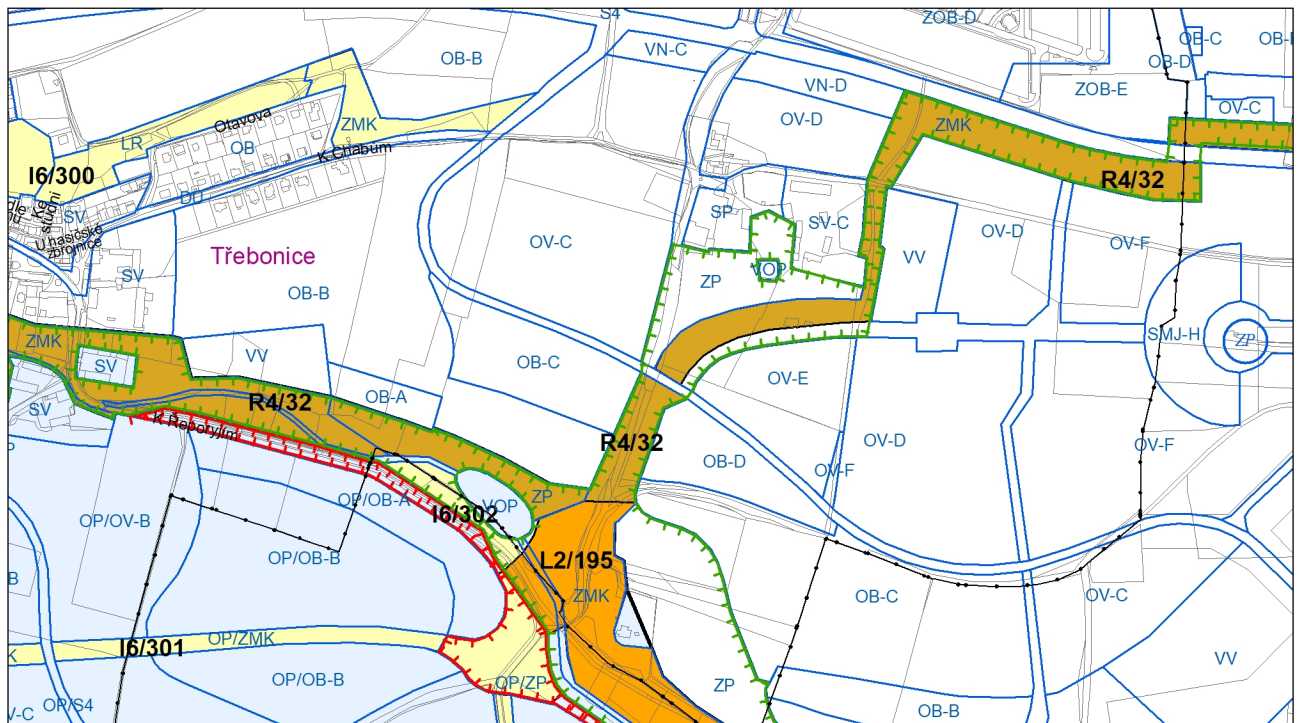 S4
ZOB-D
OB-C
OB-B
VN-C
OB-D
OB-B
VN-D
ZOB-E
OV-C
OV-D
Otavova
ZMK
ZMK
LR
OB
K Chabům
I6/300
R4/32
DU
Ke studni
SV
SP
SV-C
U hasičské
zbrojnice
OV-C
OV-D
OV-F
Třebonice
VV
SV
VOP
ZP
OB-B
SMJ-H
ZP
ZMK
VV
SV
OB-C
OV-E
OB-A
R4/32
SV
K Řeporyjím
R4/32
OV-D
OV-F
OB-D
OV-F
OP/OB-A
ZP
VOP
I6/302
OP/OV-B
OP/OB-B
L2/195
B
ZMK
OB-C
OV-C
OP/ZMK
I6/301
K
VV
OP/OB-B
OP/ZP
ZP
OP/S4
V-C
OB-B